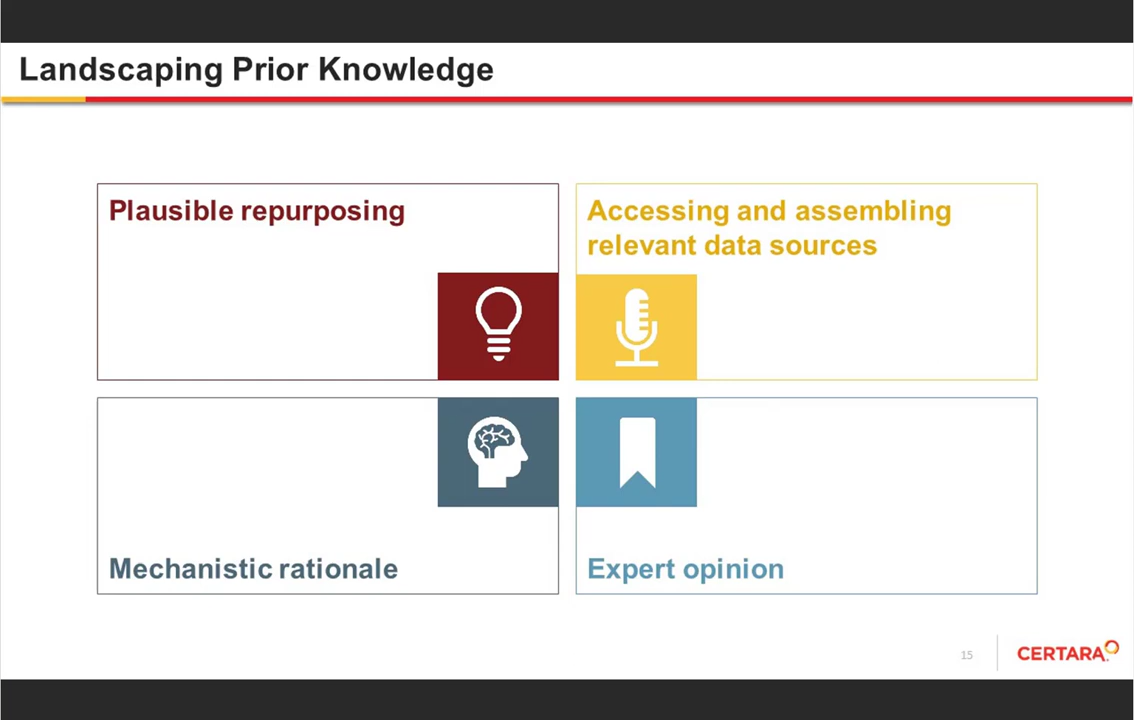 Landscaping Prior Knowledge
Plausible repurposing
Accessing and assembling
relevant data sources
Mechanistic rationale
Expert opinion
15
CERTARA